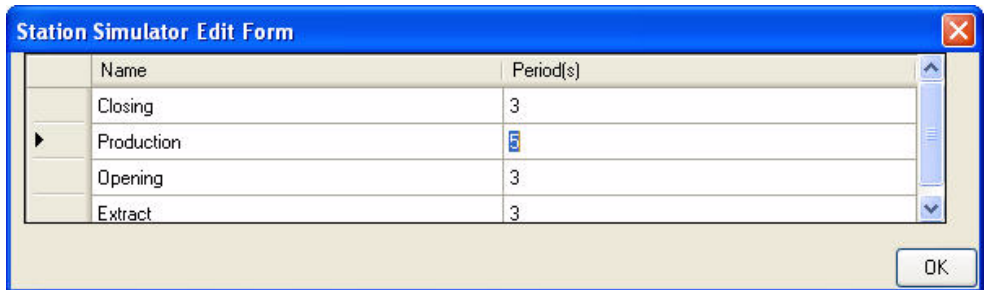 Station Simulator Edit Form
Name Period(s)
Closing 3
Production 5
Opening 3
Extract 3
OK